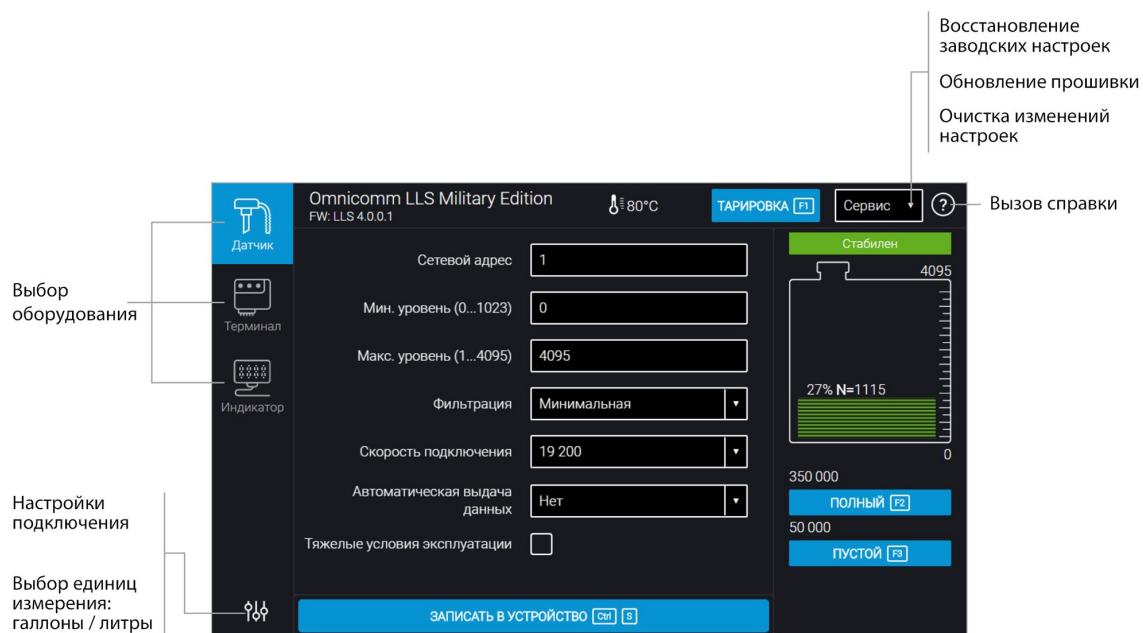 Восстановление
заводских настроек
Обновление прошивки
Очистка изменений
настроек
Omnicomm LLS Military Edition
FW: LLS 4.0.0.1
80°C
ТАРИРОВКА F1
Сервис
?
Вызов справки
Датчик
Терминал
Индикатор
Выбор
оборудования
Сетевой адрес 1
Мин. уровень (0...1023) 0
Макс. уровень (1...4095) 4095
Фильтрация Минимальная
Скорость подключения 19 200
Автоматическая выдача
данных Нет
Тяжелые условия эксплуатации
Стабилен
4095
27% N=1115
0
350 000
ПОЛНЫЙ F2
50 000
ПУСТОЙ F3
Настройки
подключения
Выбор единиц
измерения:
галлоны / литры
ЗАПИСАТЬ В УСТРОЙСТВО Ctrl S